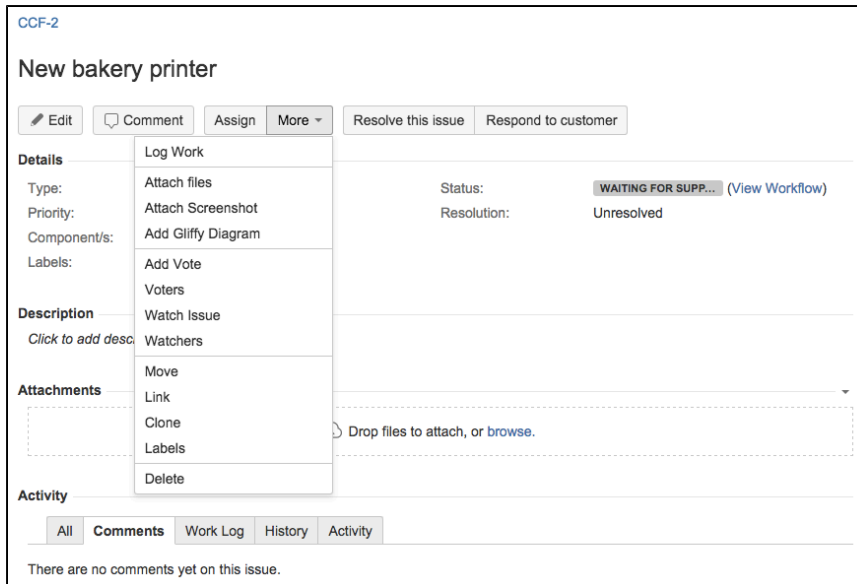 CCF-2
New bakery printer
Edit Comment Assign More Resolve this issue Respond to customer
Log Work
Attach files
Attach Screenshot
Add Gliffy Diagram
Add Vote
Voters
Watch Issue
Watchers
Move
Link
Clone
Labels
Delete
Details
Type: Status: WAITING FOR SUPP... (View Workflow)
Priority: Resolution: Unresolved
Component/s:
Labels:
Description
Click to add desc
Attachments
Drop files to attach, or browse.
Activity
All Comments Work Log History Activity
There are no comments yet on this issue.